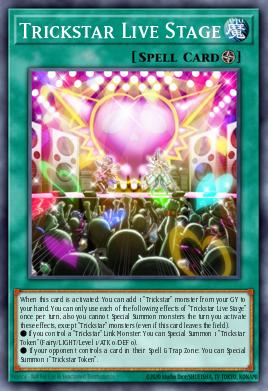 TRICKSTAR LIVE STAGE 魔
[SPELL CARD]
When this card is activated: You can add 1 "Trickstar" monster from your GY to
your hand. You can only use each of the following effects of "Trickstar Live Stage"
once per turn, also you cannot Special Summon monsters the turn you activate
these effects, except "Trickstar" monsters (even if this card leaves the field).
● If you control a "Trickstar" Link Monster: You can Special Summon 1 "Trickstar
Token" (Fairy/LIGHT/Level 1/ATK 0/DEF 0).
● If your opponent controls a card in their Spell & Trap Zone: You can Special
Summon 1 "Trickstar Token".